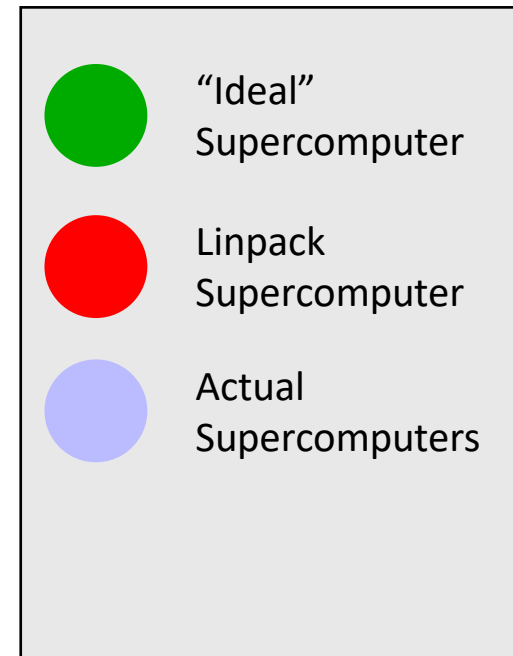 “Ideal”
Supercomputer
Linpack
Supercomputer
Actual
Supercomputers